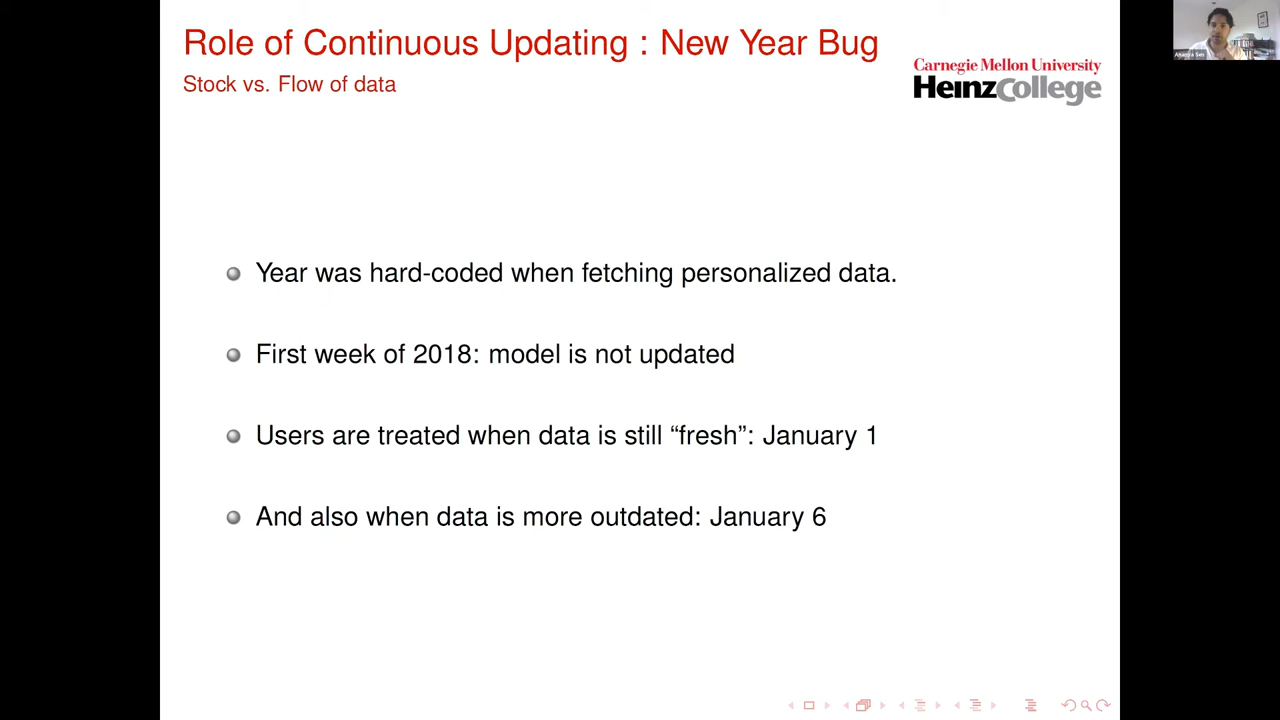 Role of Continuous Updating : New Year Bug
Stock vs. Flow of data
Carnegie Mellon University
HeinzCollege
Year was hard-coded when fetching personalized data.
First week of 2018: model is not updated
Users are treated when data is still “fresh”: January 1
And also when data is more outdated: January 6